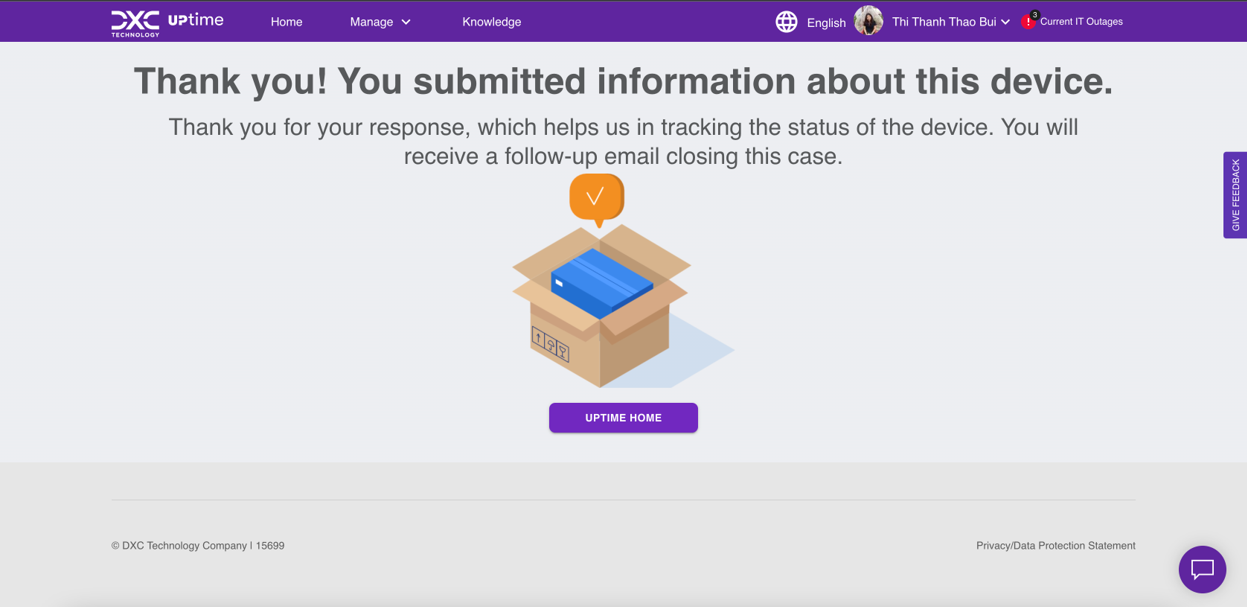 DXC TECHNOLOGY UPtime Home Manage Knowledge English Thi Thanh Thao Bui ! 3 Current IT Outages
Thank you! You submitted information about this device.
Thank you for your response, which helps us in tracking the status of the device. You will
receive a follow-up email closing this case.
GIVE FEEDBACK
UPTIME HOME
© DXC Technology Company | 15699 Privacy/Data Protection Statement